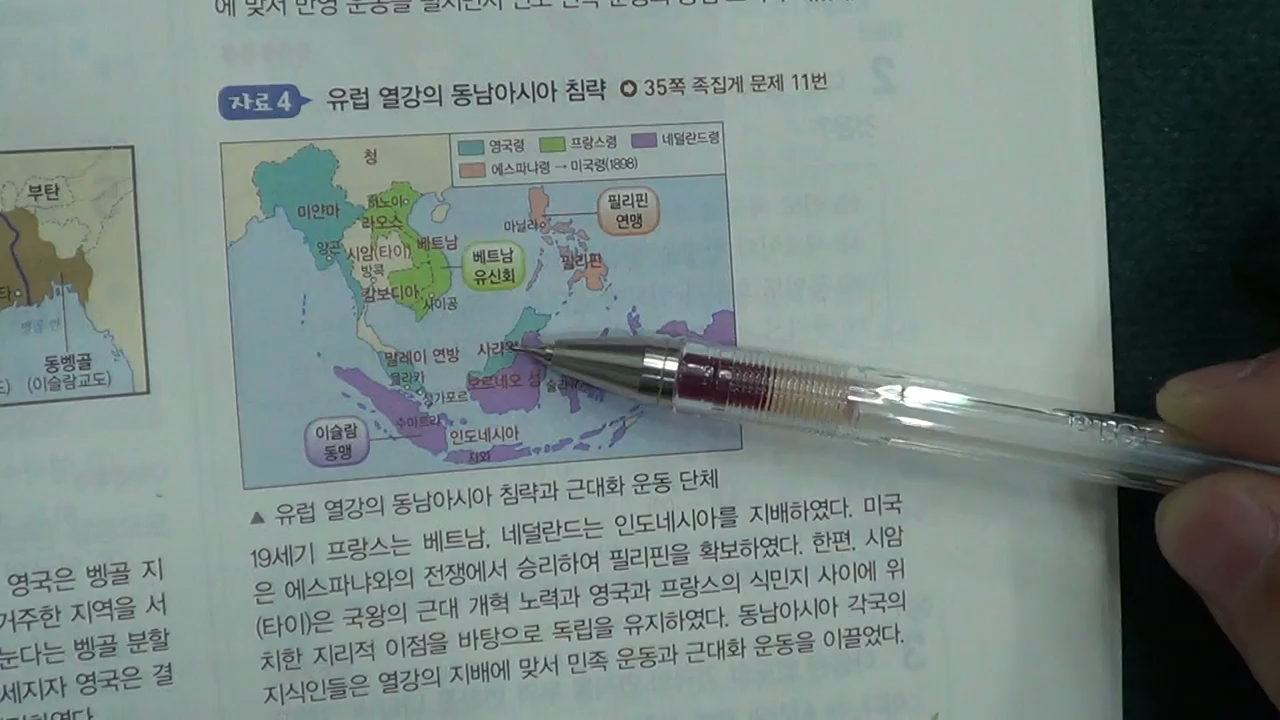 에 맞서 반영 운동을
자료 4 유럽 열강의 동남아시아 침략 35쪽 족집게 문제 11번
영국령 프랑스령 네덜란드령
에스파냐령 → 미국령(1898)
청
미얀마
하노이
라오스
양곤
시암(타이)
방콕
베트남
캄보디아
사이공
베트남
유신회
마닐라
필리핀
연맹
필리핀
말레이 연방
믈라카
싱가포르
보르네오 섬
수마트라
인도네시아
자와
이슬람
동맹
부탄
동벵골
(이슬람교도)
▲ 유럽 열강의 동남아시아 침략과 근대화 운동 단체
19세기 프랑스는 베트남, 네덜란드는 인도네시아를 지배하였다. 미국
은 에스파냐와의 전쟁에서 승리하여 필리핀을 확보하였다. 한편, 시암
(타이)은 국왕의 근대 개혁 노력과 영국과 프랑스의 식민지 사이에 위
치한 지리적 이점을 바탕으로 독립을 유지하였다. 동남아시아 각국의
지식인들은 열강의 지배에 맞서 민족 운동과 근대화 운동을 이끌었다.
영국은 벵골 지
거주한 지역을 서
눈다는 벵골 분할
세지자 영국은 결